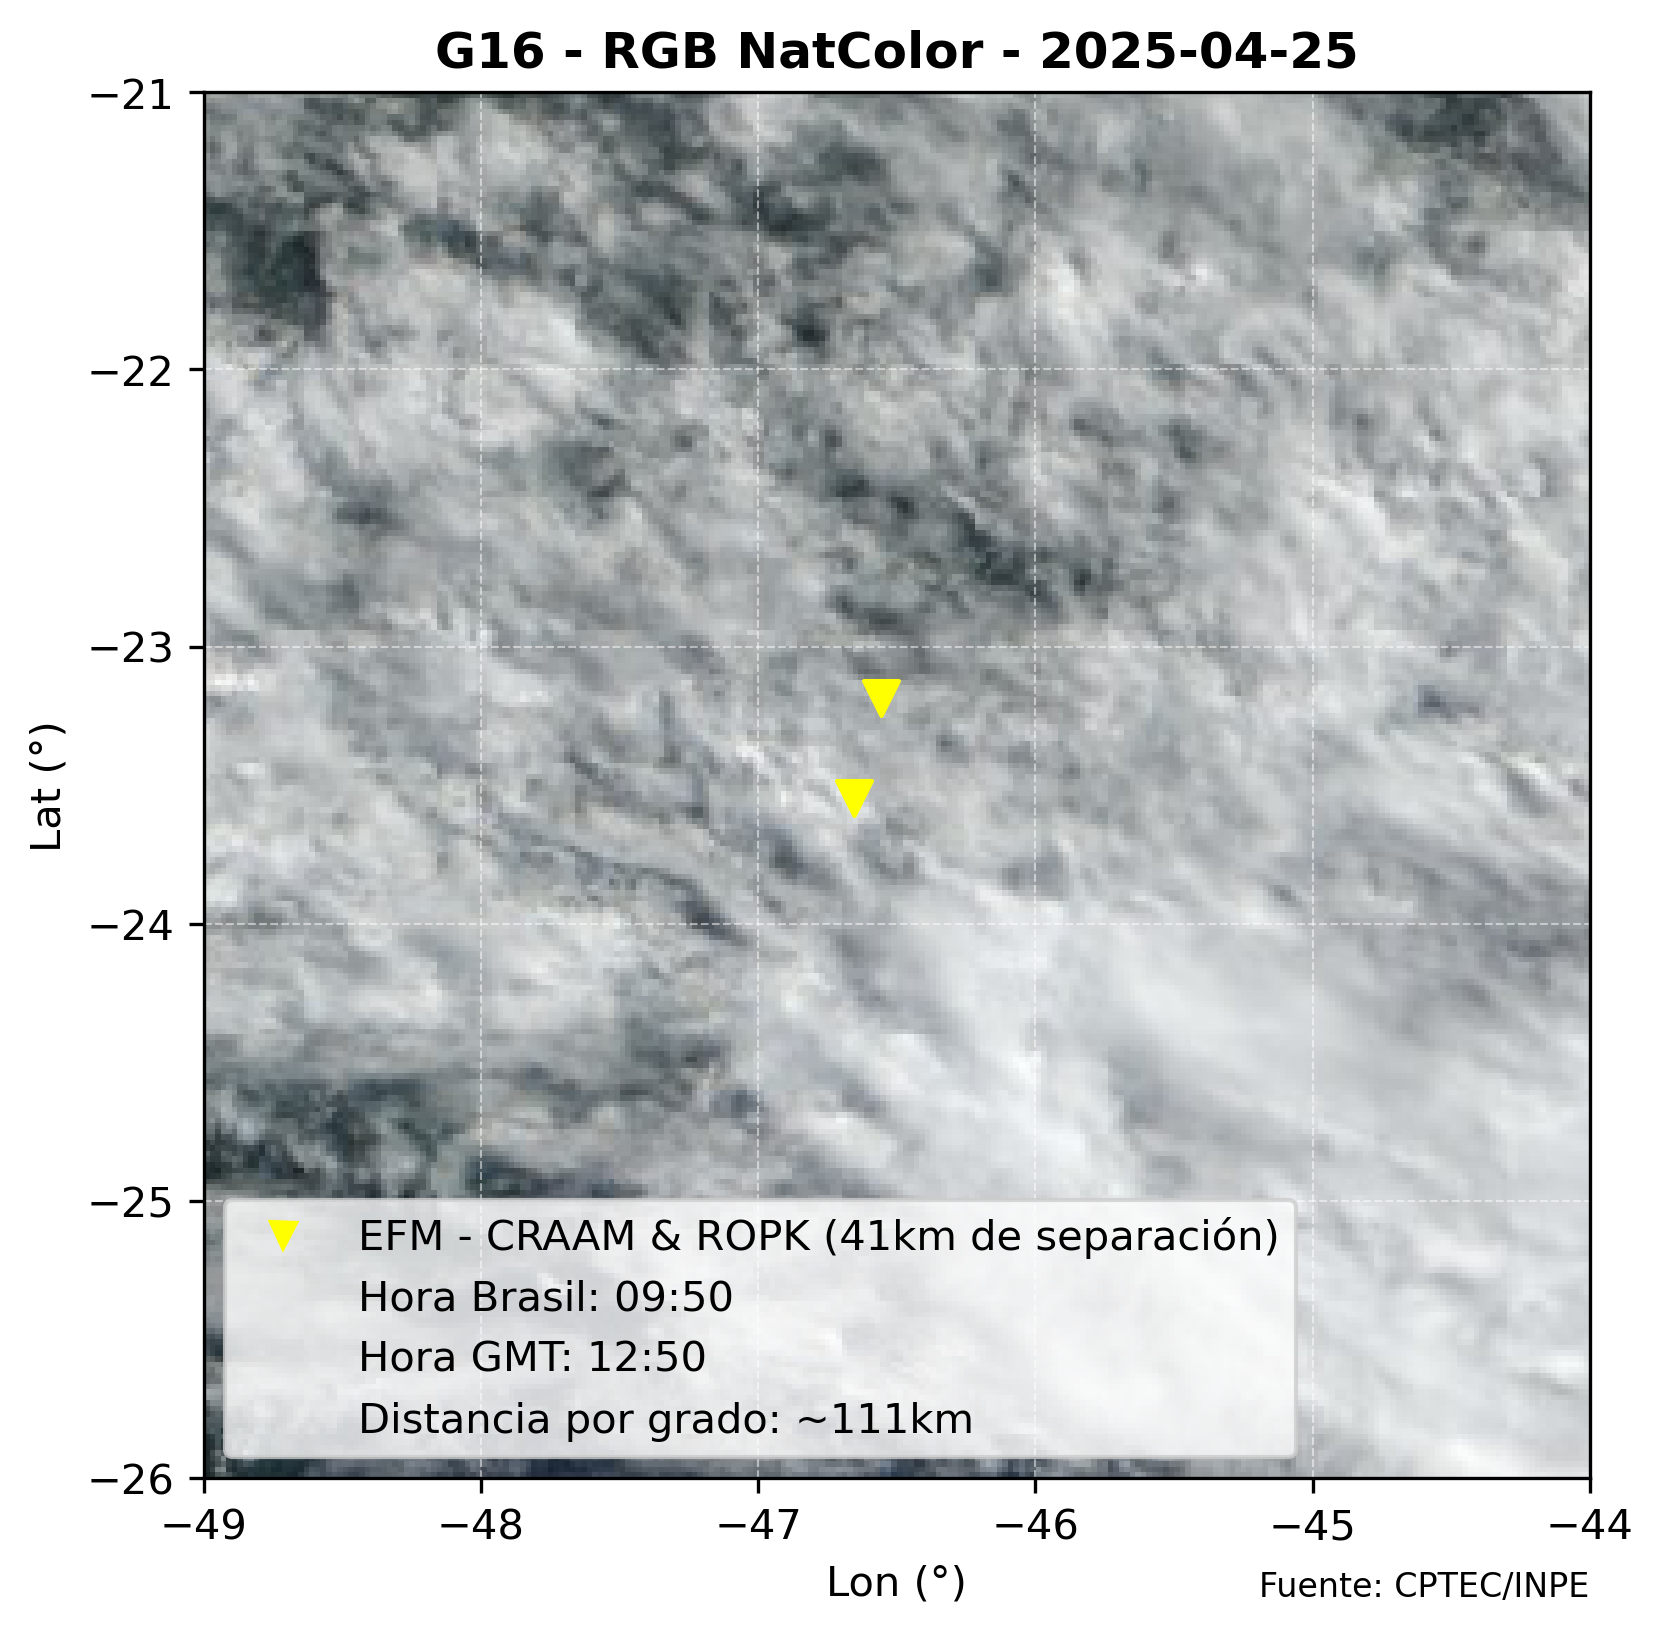 G16 - RGB NatColor - 2025-04-25
−21
−22
−23
−24
−25
−26
Lat (°)
EFM - CRAAM & ROPK (41km de separación)
Hora Brasil: 09:50
Hora GMT: 12:50
Distancia por grado: ~111km
−49 −48 −47 −46 −45 −44
Lon (°)
Fuente: CPTEC/INPE